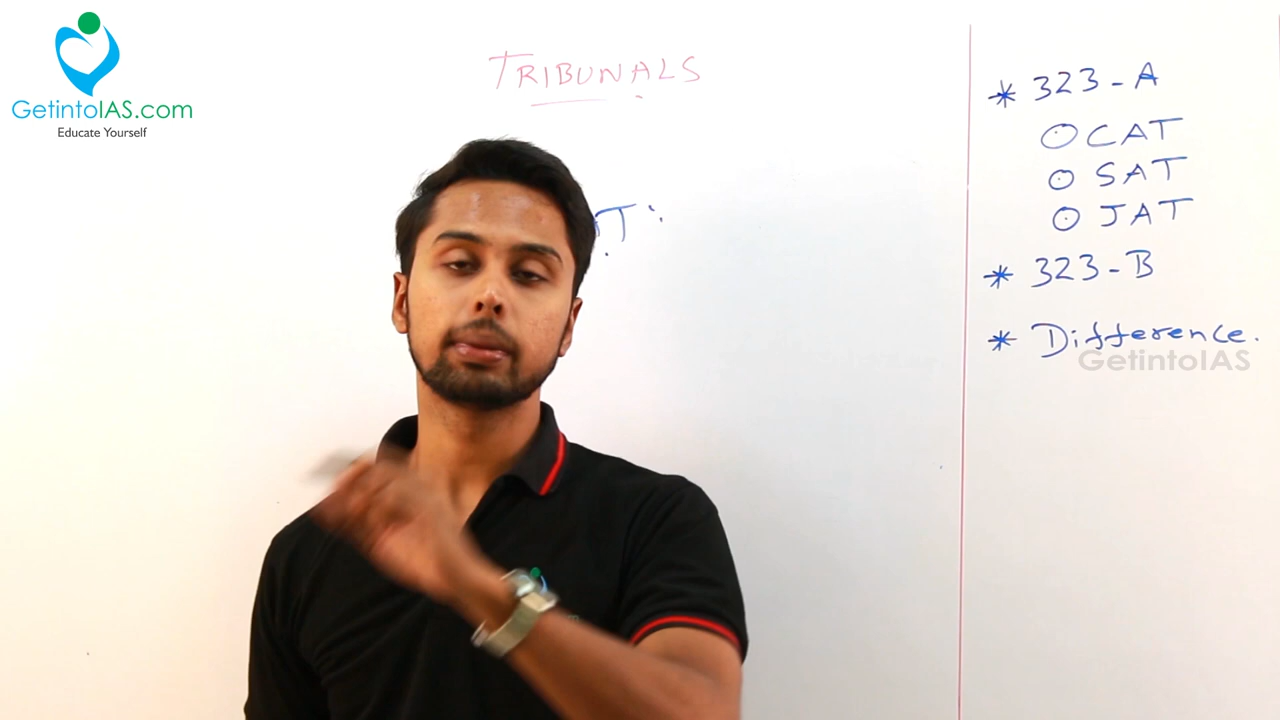 GetintoIAS.com
Educate Yourself
TRIBUNALS
* 323-A
CAT
SAT
JAT
* 323-B
* Difference.
GetintoIAS